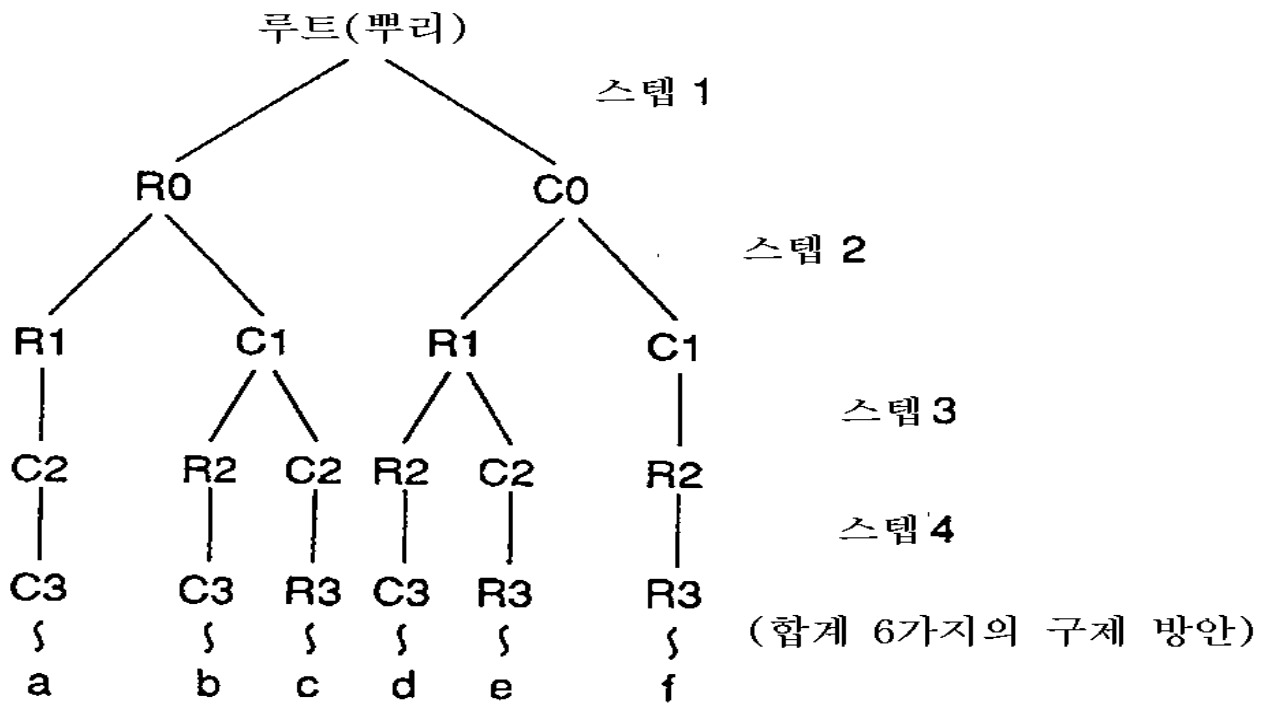 루트(뿌리)
스텝 1
R0 C0
스텝 2
R1 C1 R1 C1
스텝 3
C2 R2 C2 R2 C2 R2
스텝 4
C3 C3 R3 C3 R3 R3
(합계 6가지의 구제 방안)
a b c d e f